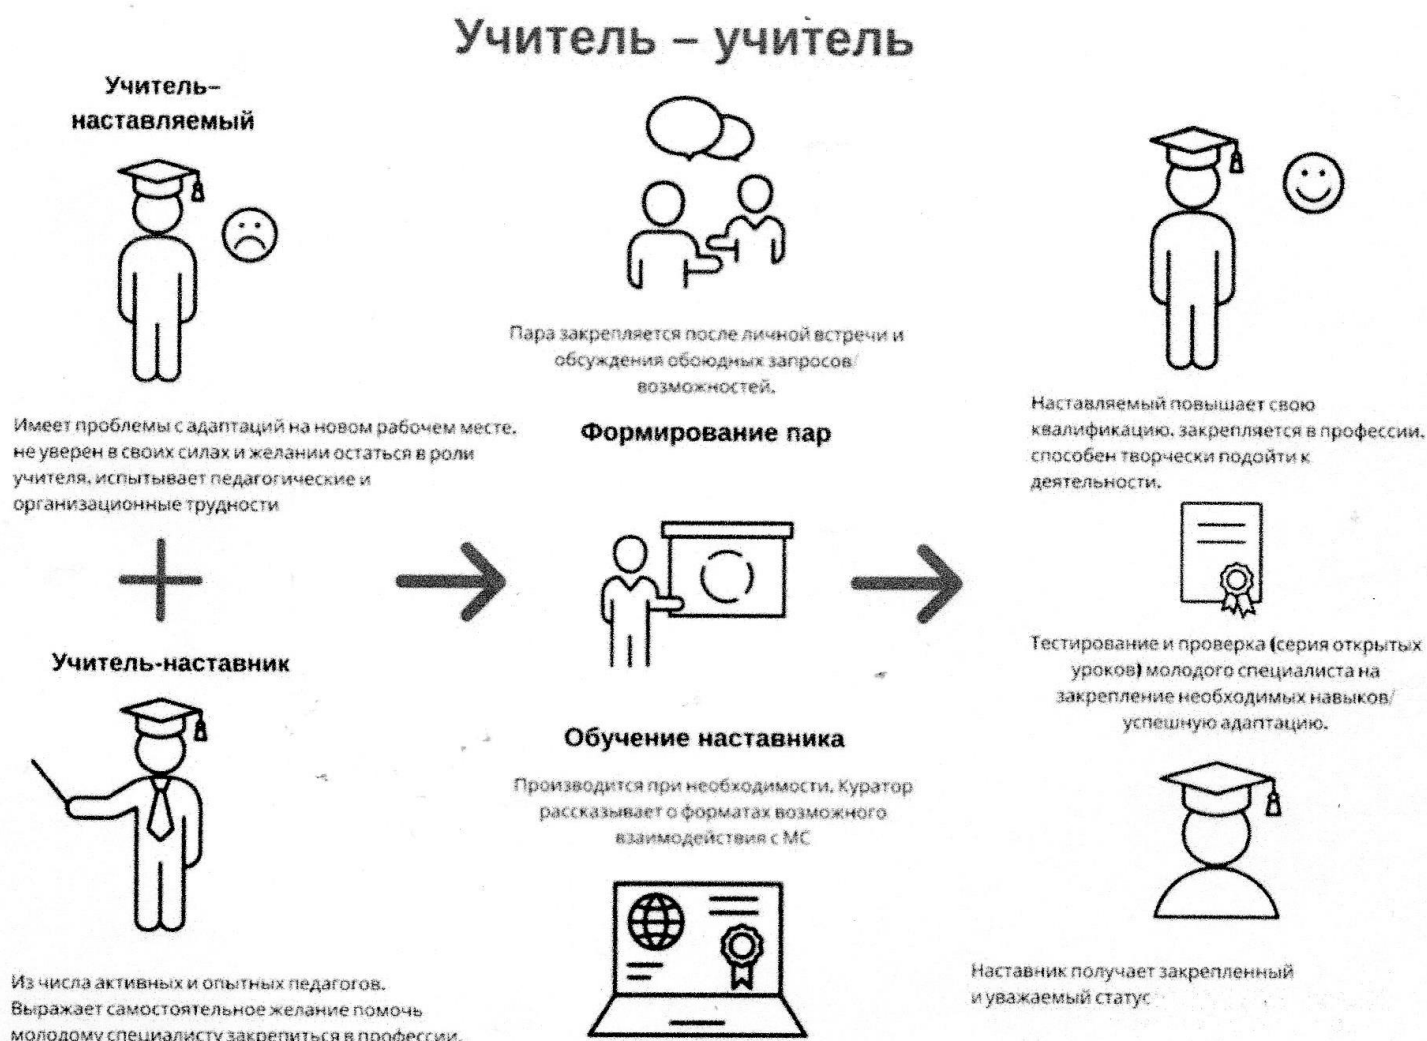 Учитель – учитель
Учитель–
наставляемый
Имеет проблемы с адаптаций на новом рабочем месте.
не уверен в своих силах и желании остаться в роли
учителя, испытывает педагогические и
организационные трудности
Учитель-наставник
Из числа активных и опытных педагогов.
Выражает самостоятельное желание помочь
молодому специалисту закрепиться в профессии.
Пара закрепляется после личной встречи и
обсуждения обоюдных запросов/
возможностей.
Формирование пар
Обучение наставника
Производится при необходимости. Куратор
рассказывает о форматах возможного
взаимодействия с МС
Наставляемый повышает свою
квалификацию, закрепляется в профессии,
способен творчески подойти к
деятельности.
Тестирование и проверка (серия открытых
уроков) молодого специалиста на
закрепление необходимых навыков/
успешную адаптацию.
Наставник получает закрепленный
и уважаемый статус